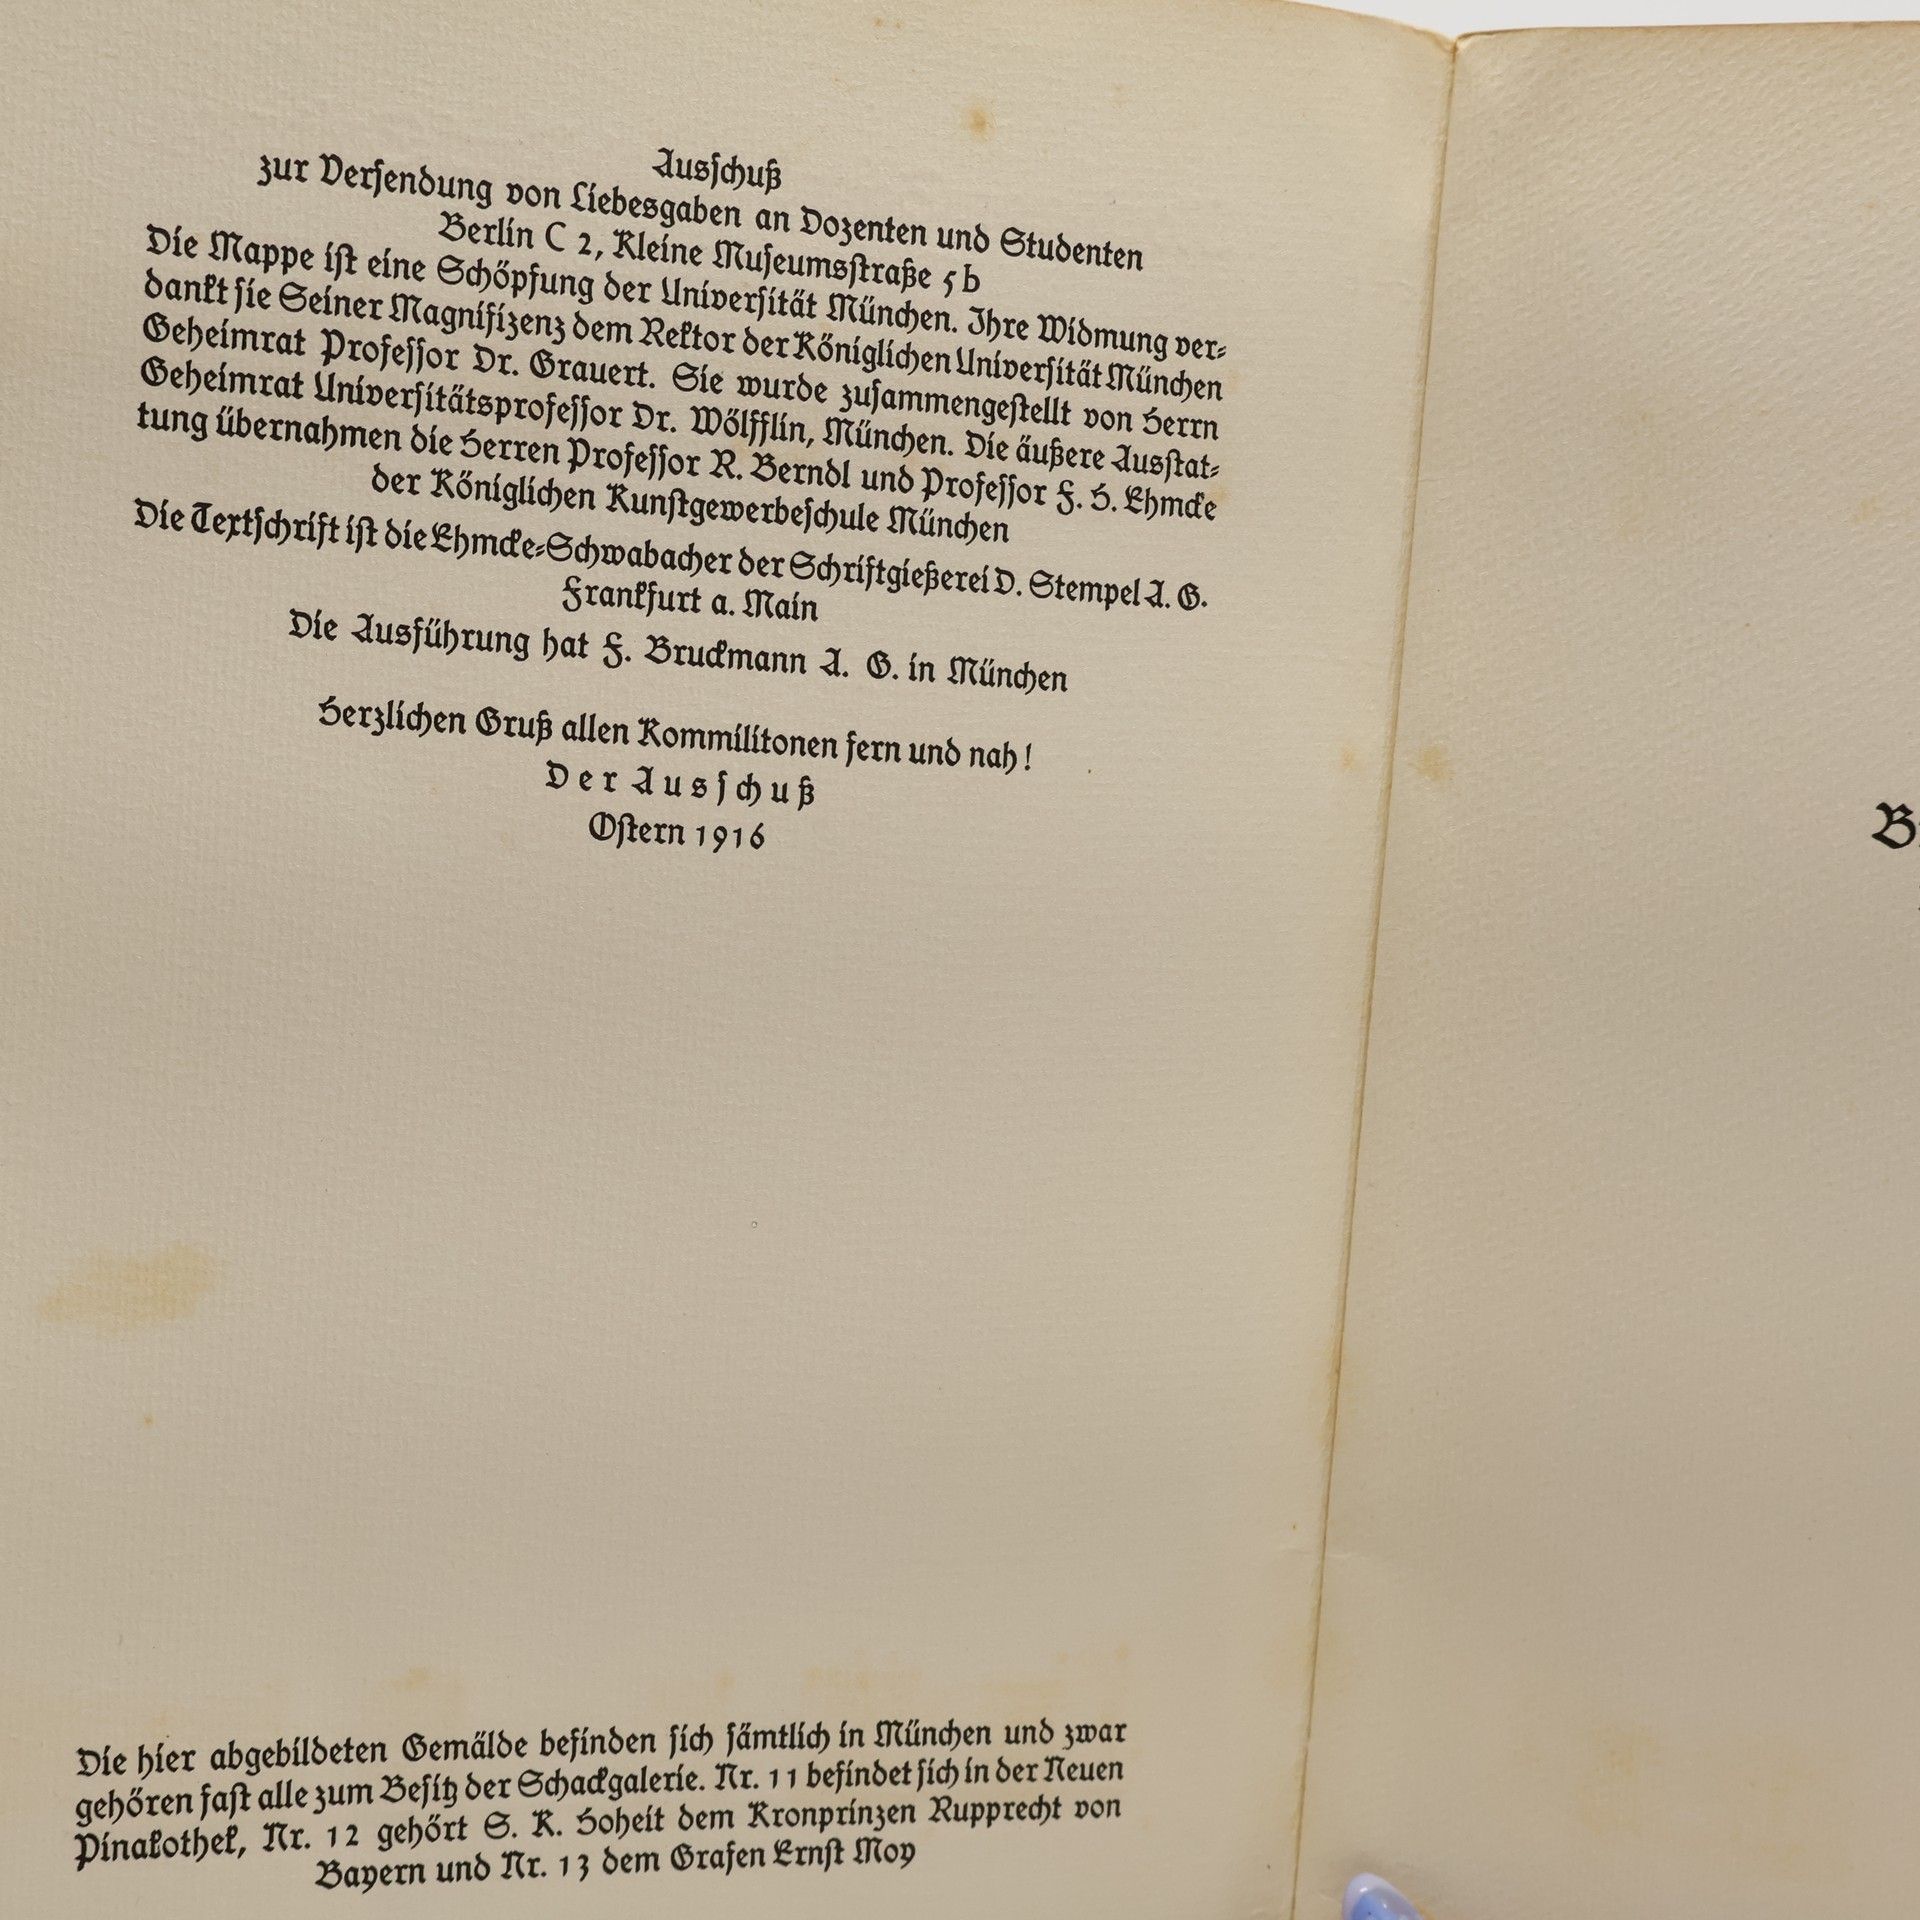 Ausschuß
zur Versendung von Liebesgaben an Dozenten und Studenten
Berlin C 2, Kleine Museumsstraße 5 b
Die Mappe ist eine Schöpfung der Universität München. Ihre Widmung ver-
dankt sie Seiner Magnifizenz dem Rektor der Königlichen Universität München
Geheimrat Professor Dr. Grauert. Sie wurde zusammengestellt von Herrn
Geheimrat Universitätsprofessor Dr. Wölfflin, München. Die äußere Ausstat-
tung übernahmen die Herren Professor R. Berndl und Professor F. H. Ehmcke
der Königlichen Kunstgewerbeschule München
Die Textschrift ist die Ehmcke-Schwabacher der Schriftgießerei D. Stempel A. G.
Frankfurt a. Main
Die Ausführung hat F. Bruckmann A. G. in München
Herzlichen Gruß allen Kommilitonen fern und nah!
Der Ausschuß
Ostern 1916
Die hier abgebildeten Gemälde befinden sich sämtlich in München und zwar
gehören fast alle zum Besitz der Schackgalerie. Nr. 11 befindet sich in der Neuen
Pinakothek, Nr. 12 gehört S. K. Hoheit dem Kronprinzen Rupprecht von
Bayern und Nr. 13 dem Grafen Ernst Moy